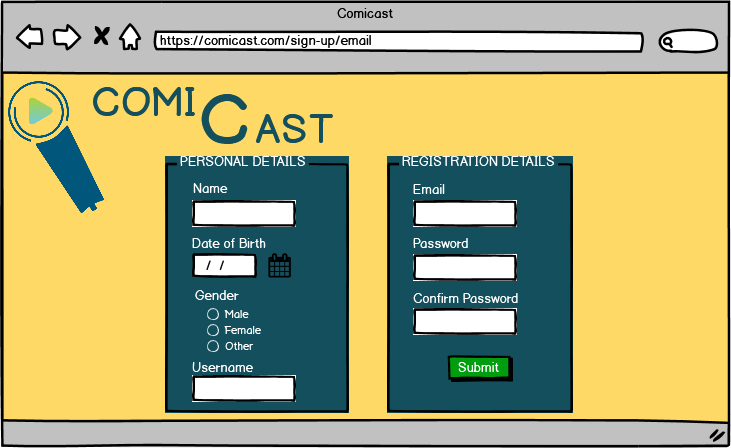 Comicast
https://comicast.com/sign-up/email
COMICAST
PERSONAL DETAILS
Name
Date of Birth
/ /
Gender
Male
Female
Other
Username
REGISTRATION DETAILS
Email
Password
Confirm Password
Submit